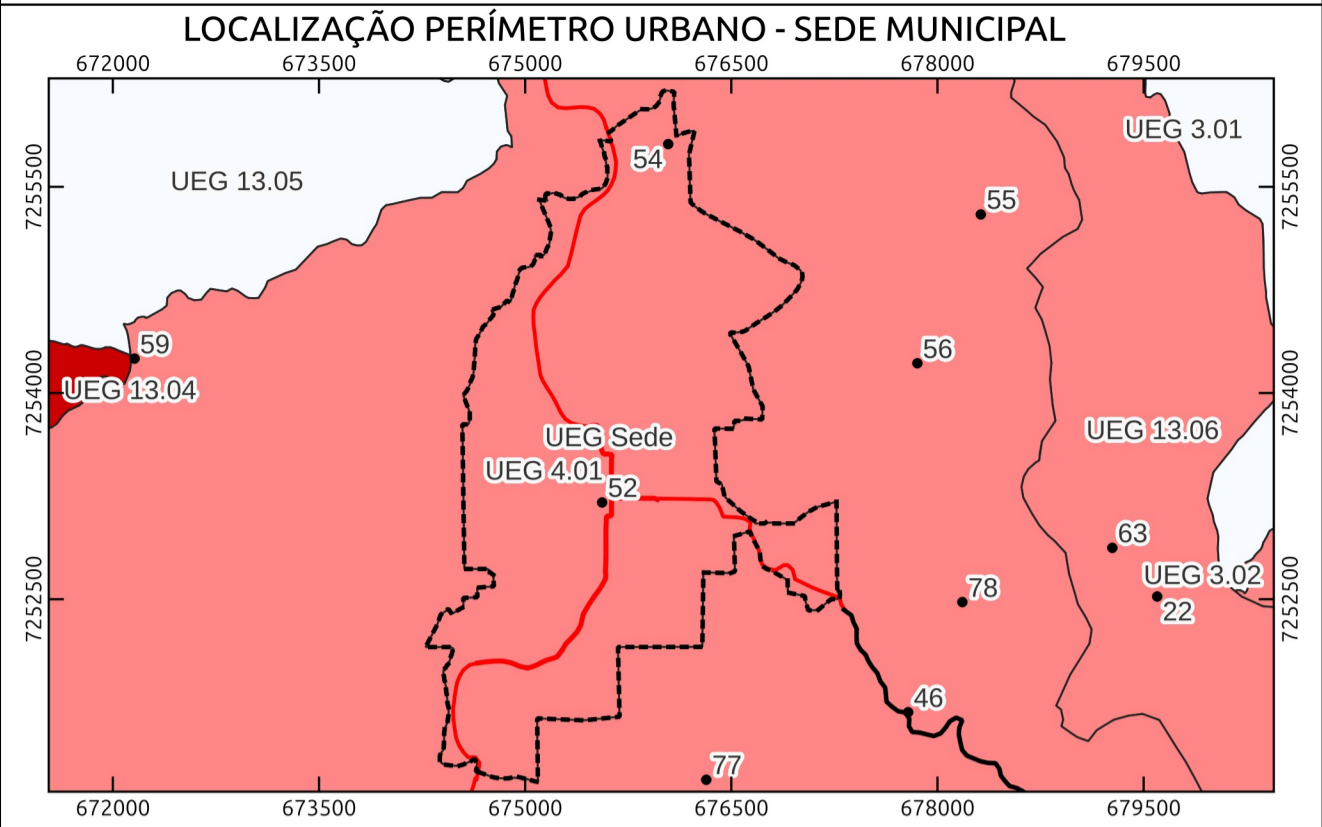 LOCALIZAÇÃO PERÍMETRO URBANO - SEDE MUNICIPAL
672000 673500 675000 676500 678000 679500
UEG 3.01
54
7255500
UEG 13.05
7255500
55
59
56
7254000
UEG 13.04
7254000
UEG Sede
UEG 13.06
UEG 4.01
52
63
7252500
UEG 3.02
7252500
78
22
46
77
672000 673500 675000 676500 678000 679500